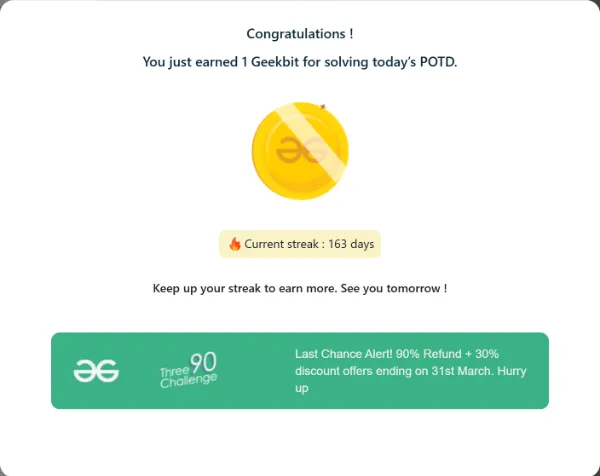 Congratulations !
You just earned 1 Geekbit for solving today's POTD.
Current streak : 163 days
Keep up your streak to earn more. See you tomorrow !
Three 90
Challenge
Last Chance Alert! 90% Refund + 30%
discount offers ending on 31st March. Hurry
up